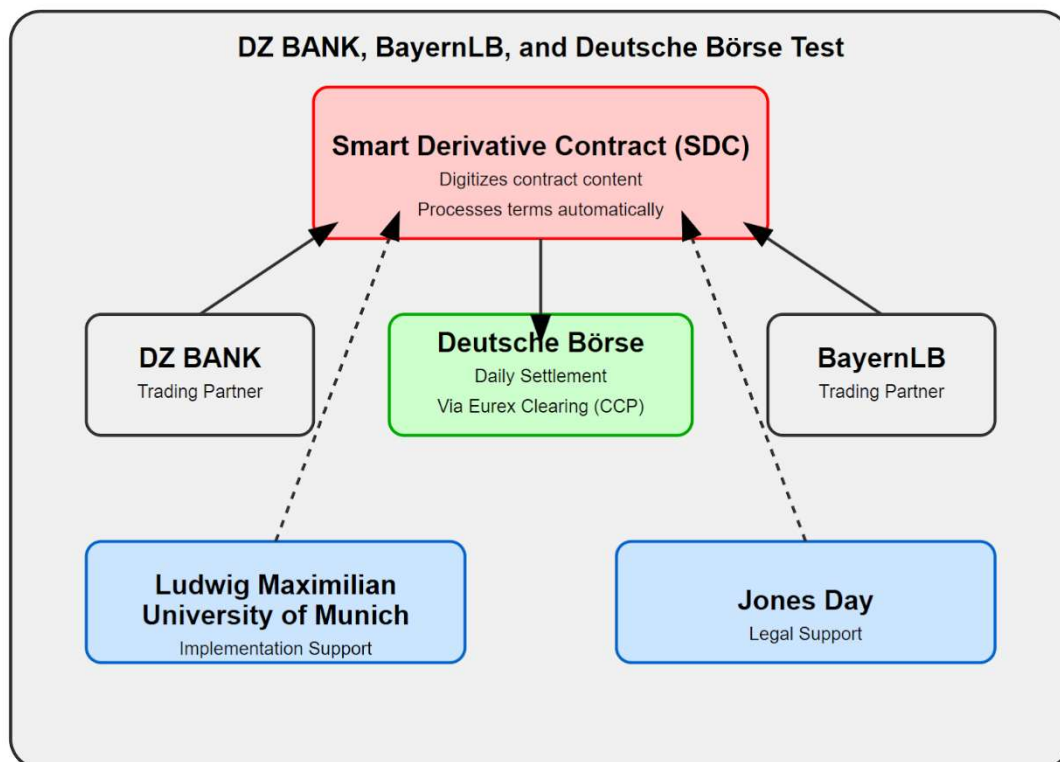 DZ BANK, BayernLB, and Deutsche Börse Test
Smart Derivative Contract (SDC)
Digitizes contract content
Processes terms automatically
DZ BANK
Trading Partner
Deutsche Börse
Daily Settlement
Via Eurex Clearing (CCP)
BayernLB
Trading Partner
Ludwig Maximilian
University of Munich
Implementation Support
Jones Day
Legal Support